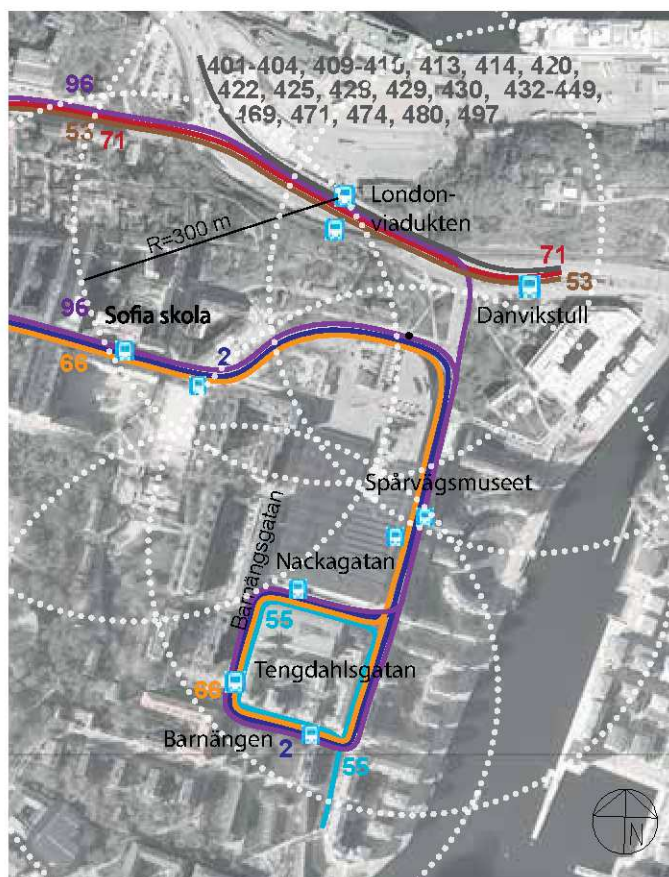 401-404, 409-410, 413, 414, 420,
422, 425, 428, 429, 430, 432-449,
469, 471, 474, 480, 497
96
53
71
London-
viadukten
R=300 m
71
53
96
Sofia skola
Danvikstull
66
2
Spårvägsmuseet
Barnängsgatan
Nackagatan
55
Tengdahlsgatan
66
Barnängen
2
55
N